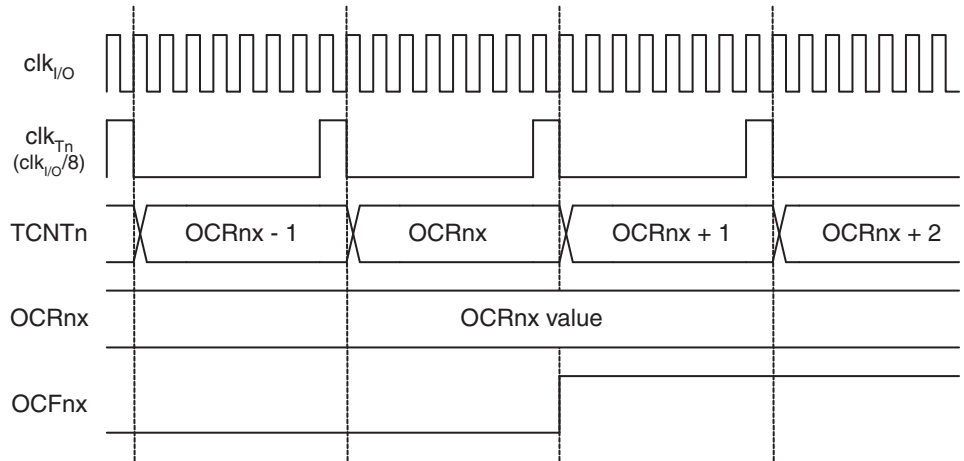 clkI/O
clkTn
(clkI/O/8)
TCNTn
OCRnx - 1
OCRnx
OCRnx + 1
OCRnx + 2
OCRnx
OCRnx value
OCFnx